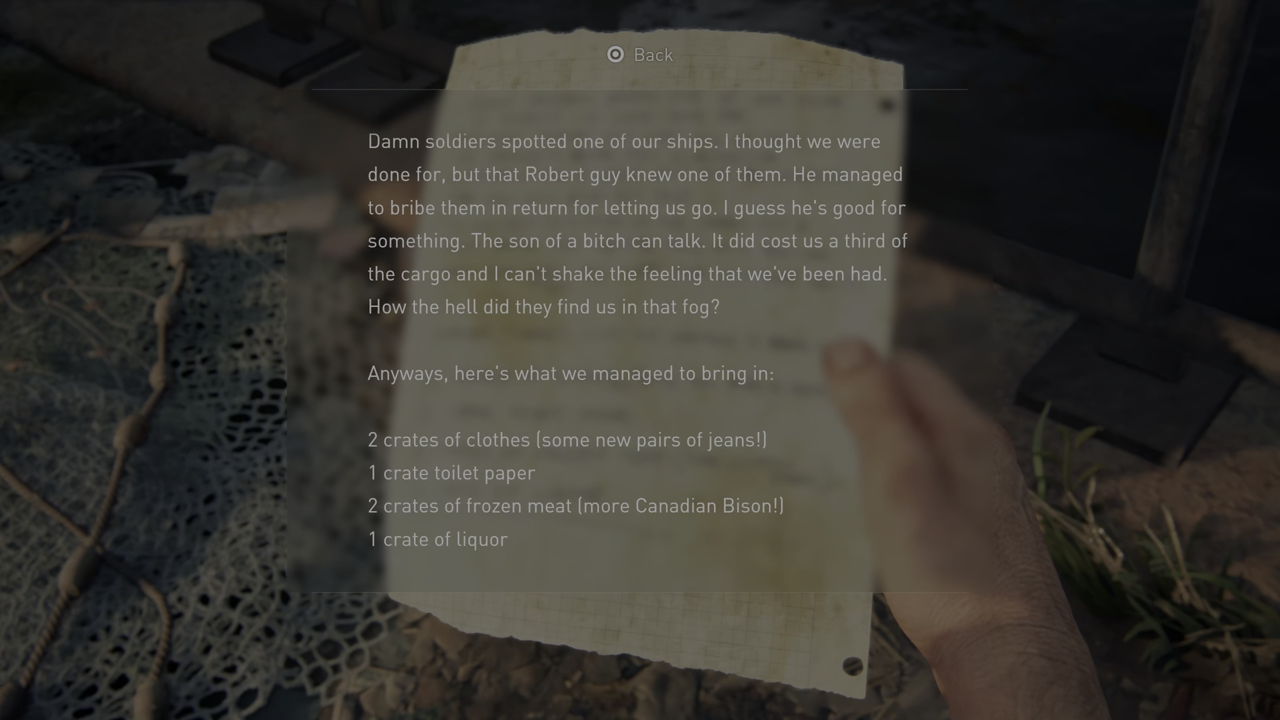 Back
Damn soldiers spotted one of our ships. I thought we were
done for, but that Robert guy knew one of them. He managed
to bribe them in return for letting us go. I guess he's good for
something. The son of a bitch can talk. It did cost us a third of
the cargo and I can't shake the feeling that we've been had.
How the hell did they find us in that fog?
Anyways, here's what we managed to bring in:
2 crates of clothes (some new pairs of jeans!)
1 crate toilet paper
2 crates of frozen meat (more Canadian Bison!)
1 crate of liquor